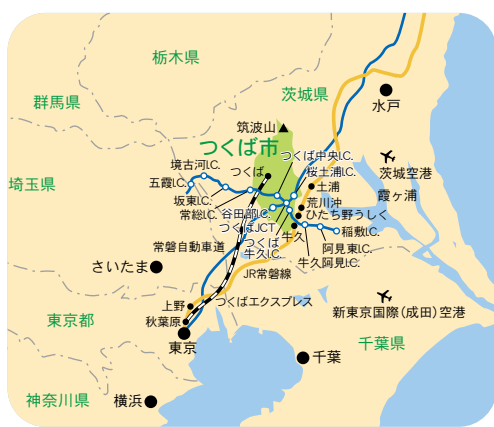 栃木県
群馬県
茨城県
水戸
筑波山
つくば市
つくば中央I.C.
境古河I.C.
つくば
桜土浦I.C.
茨城空港
埼玉県
五霞I.C.
土浦
霞ヶ浦
坂東I.C.
荒川沖
常総I.C.
谷田部I.C.
ひたち野うしく
つくばJCT
稲敷I.C.
牛久
常磐自動車道
つくば
牛久I.C.
阿見東I.C.
牛久阿見I.C.
さいたま
JR常磐線
上野
つくばエクスプレス
新東京国際（成田）空港
東京都
秋葉原
東京
千葉県
千葉
神奈川県
横浜